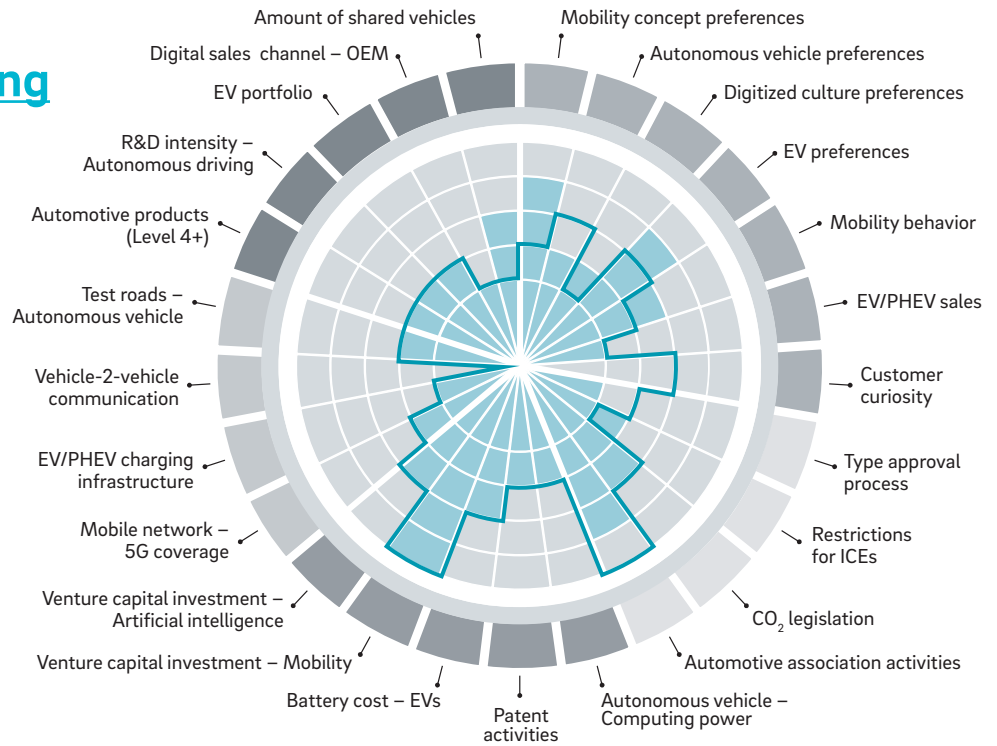 ng
Amount of shared vehicles
Mobility concept preferences
Digital sales channel – OEM
Autonomous vehicle preferences
EV portfolio
Digitized culture preferences
R&D intensity –
Autonomous driving
EV preferences
Automotive products
(Level 4+)
Mobility behavior
Test roads –
Autonomous vehicle
EV/PHEV sales
Vehicle-2-vehicle
communication
Customer
curiosity
EV/PHEV charging
infrastructure
Type approval
process
Mobile network –
5G coverage
Restrictions
for ICEs
Venture capital investment –
Artificial intelligence
CO₂ legislation
Venture capital investment – Mobility
Automotive association activities
Battery cost – EVs
Patent
activities
Autonomous vehicle –
Computing power